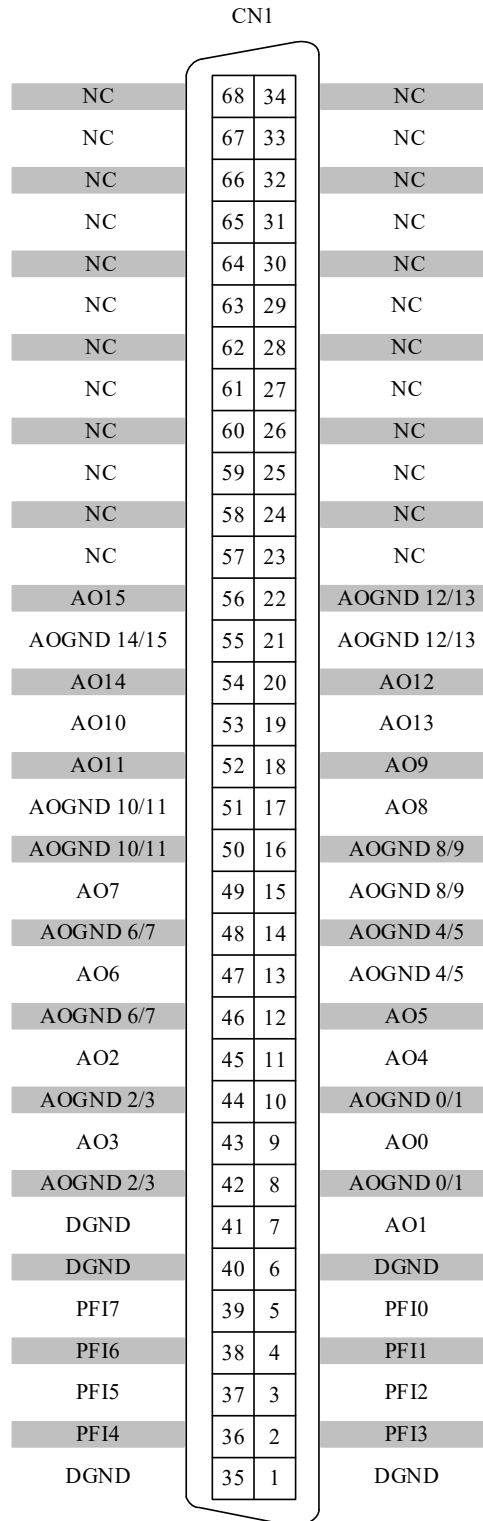 CN1
NC 68 34 NC
NC 67 33 NC
NC 66 32 NC
NC 65 31 NC
NC 64 30 NC
NC 63 29 NC
NC 62 28 NC
NC 61 27 NC
NC 60 26 NC
NC 59 25 NC
NC 58 24 NC
NC 57 23 NC
AO15 56 22 AOGND 12/13
AOGND 14/15 55 21 AOGND 12/13
AO14 54 20 AO12
AO10 53 19 AO13
AO11 52 18 AO9
AOGND 10/11 51 17 AO8
AOGND 10/11 50 16 AOGND 8/9
AO7 49 15 AOGND 8/9
AOGND 6/7 48 14 AOGND 4/5
AO6 47 13 AOGND 4/5
AOGND 6/7 46 12 AO5
AO2 45 11 AO4
AOGND 2/3 44 10 AOGND 0/1
AO3 43 9 AO0
AOGND 2/3 42 8 AOGND 0/1
DGND 41 7 AO1
DGND 40 6 DGND
PFI7 39 5 PFI0
PFI6 38 4 PFI1
PFI5 37 3 PFI2
PFI4 36 2 PFI3
DGND 35 1 DGND